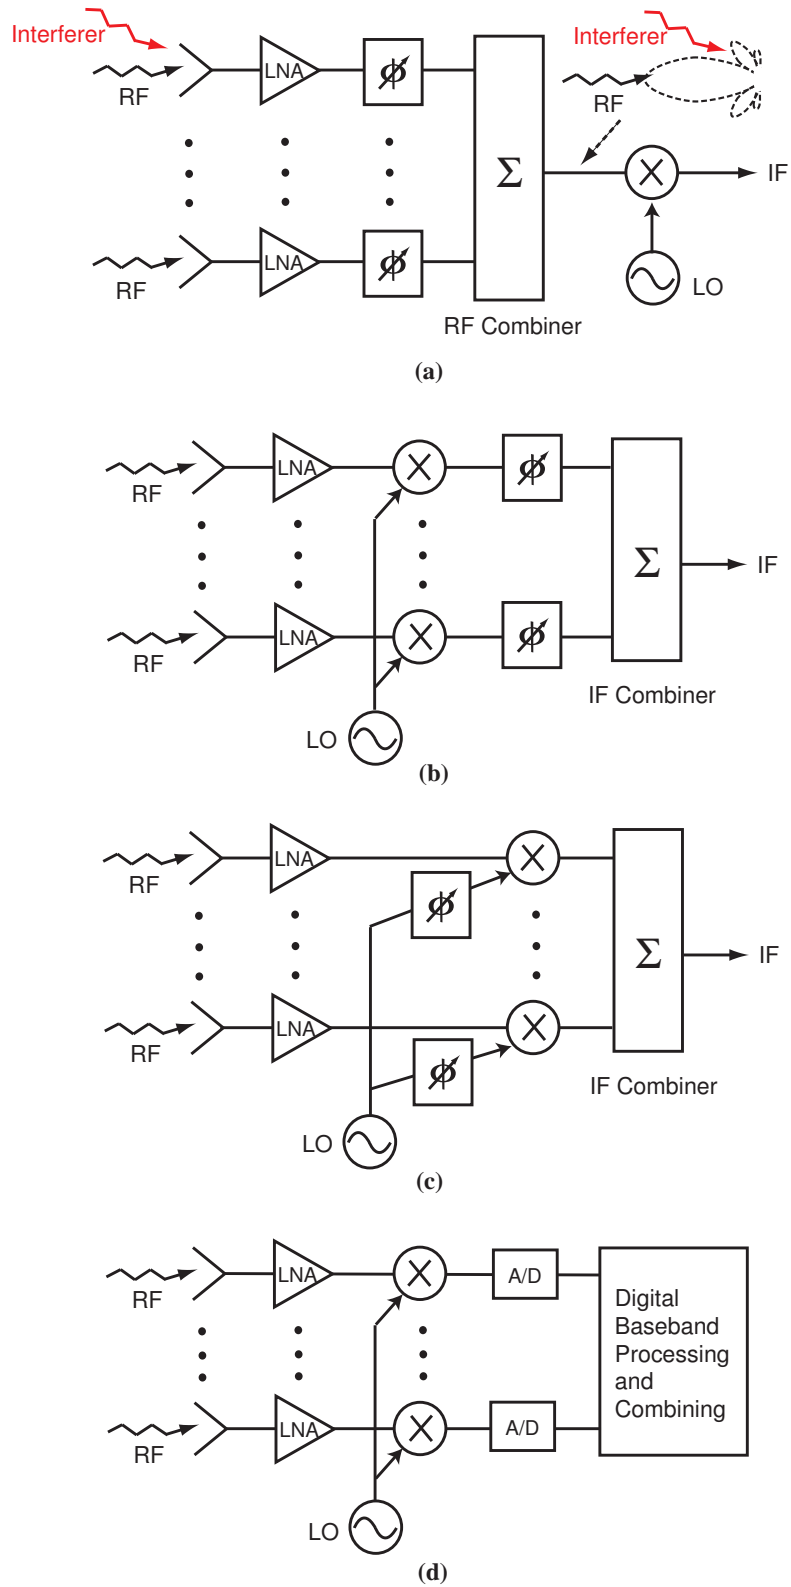 Interferer
RF
LNA
ϕ
Σ
Interferer
RF
IF
LO
RF
LNA
ϕ
RF Combiner
(a)
RF
LNA
ϕ
Σ
IF
RF
LNA
ϕ
IF Combiner
LO
(b)
RF
LNA
ϕ
Σ
IF
RF
LNA
ϕ
IF Combiner
LO
(c)
RF
LNA
A/D
Digital
Baseband
Processing
and
Combining
RF
LNA
A/D
LO
(d)